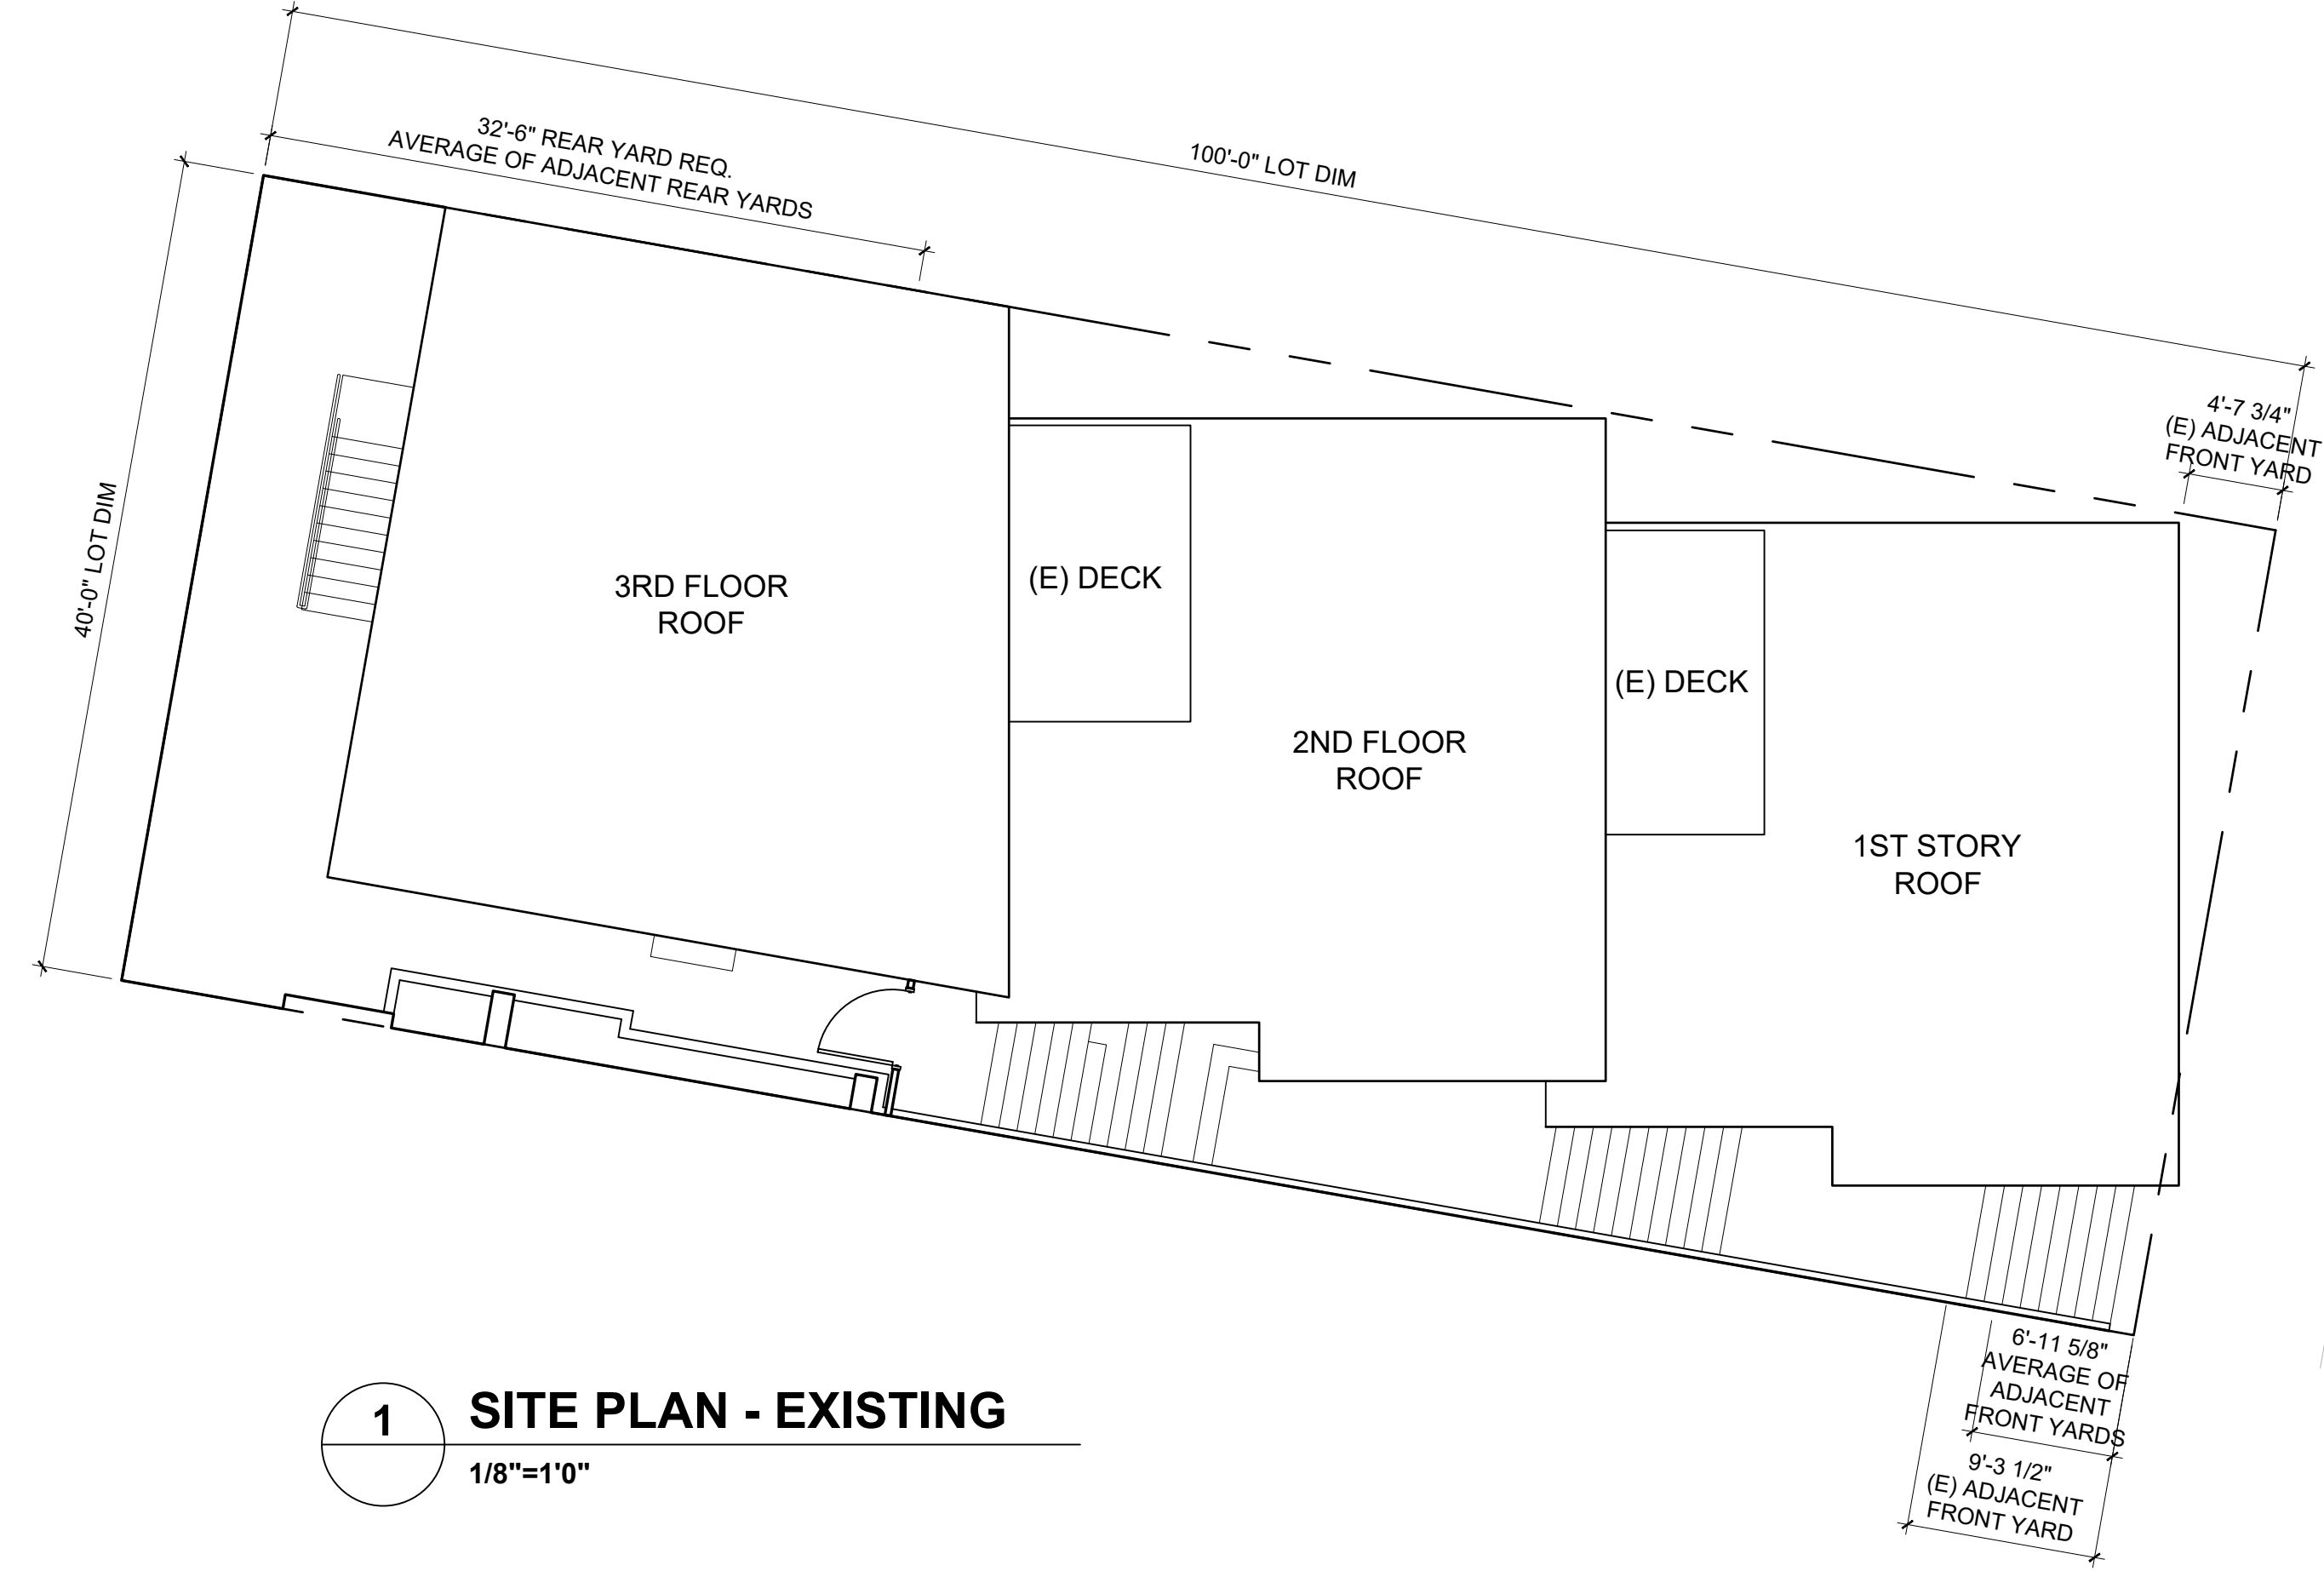 100'-0" LOT DIM
32'-6" REAR YARD REQ.
AVERAGE OF ADJACENT REAR YARDS
40'-0" LOT DIM
4'-7 3/4"
(E) ADJACENT
FRONT YARD
3RD FLOOR
ROOF
(E) DECK
2ND FLOOR
ROOF
(E) DECK
1ST STORY
ROOF
6'-11 5/8"
AVERAGE OF
ADJACENT
FRONT YARDS
9'-3 1/2"
(E) ADJACENT
FRONT YARD
1
SITE PLAN - EXISTING
1/8"=1'0"